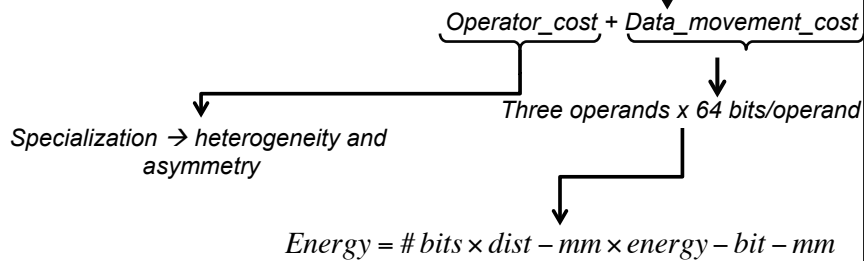 Operator_cost + Data_movement_cost
Three operands x 64 bits/operand
Specialization → heterogeneity and
asymmetry
Energy = # bits × dist − mm × energy − bit − mm